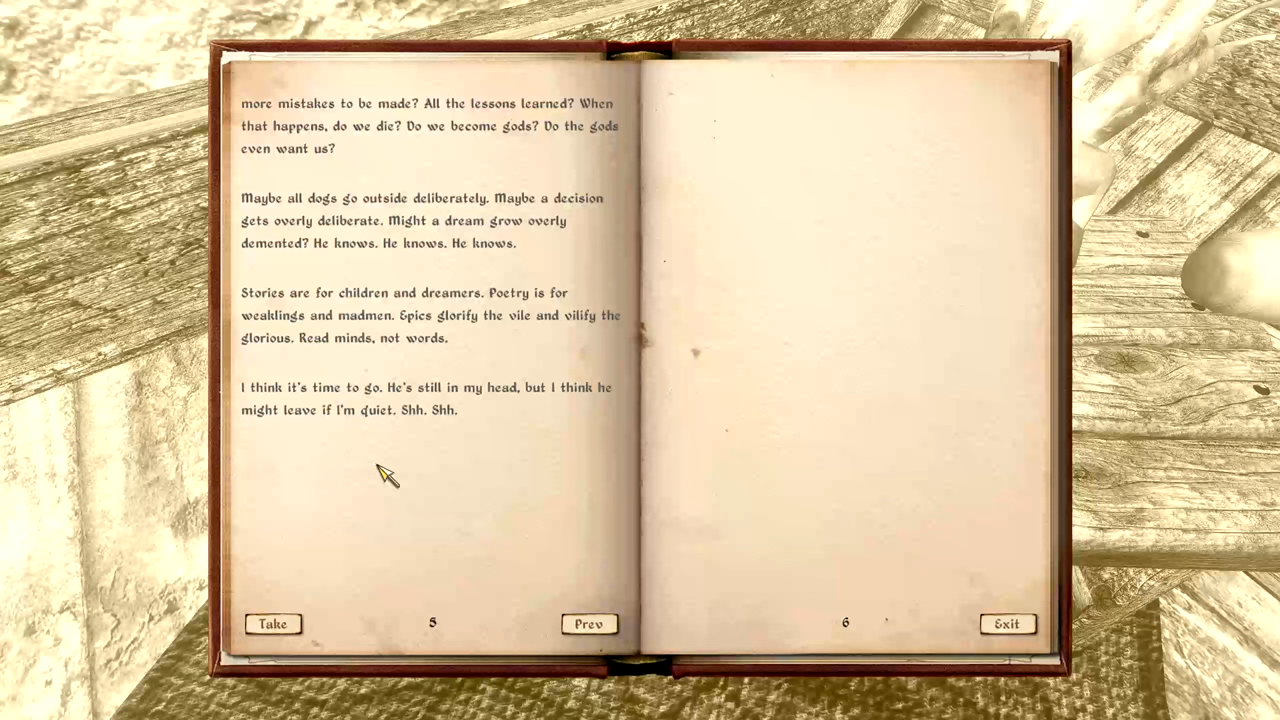 more mistakes to be made? All the lessons learned? When
that happens, do we die? Do we become gods? Do the gods
even want us?
Maybe all dogs go outside deliberately. Maybe a decision
gets overly deliberate. Might a dream grow overly
demented? He knows. He knows. He knows.
Stories are for children and dreamers. Poetry is for
weaklings and madmen. Epics glorify the vile and vilify the
glorious. Read minds, not words.
I think it's time to go. He's still in my head, but I think he
might leave if I'm quiet. Shh. Shh.
Take
5
Prev
6
Exit